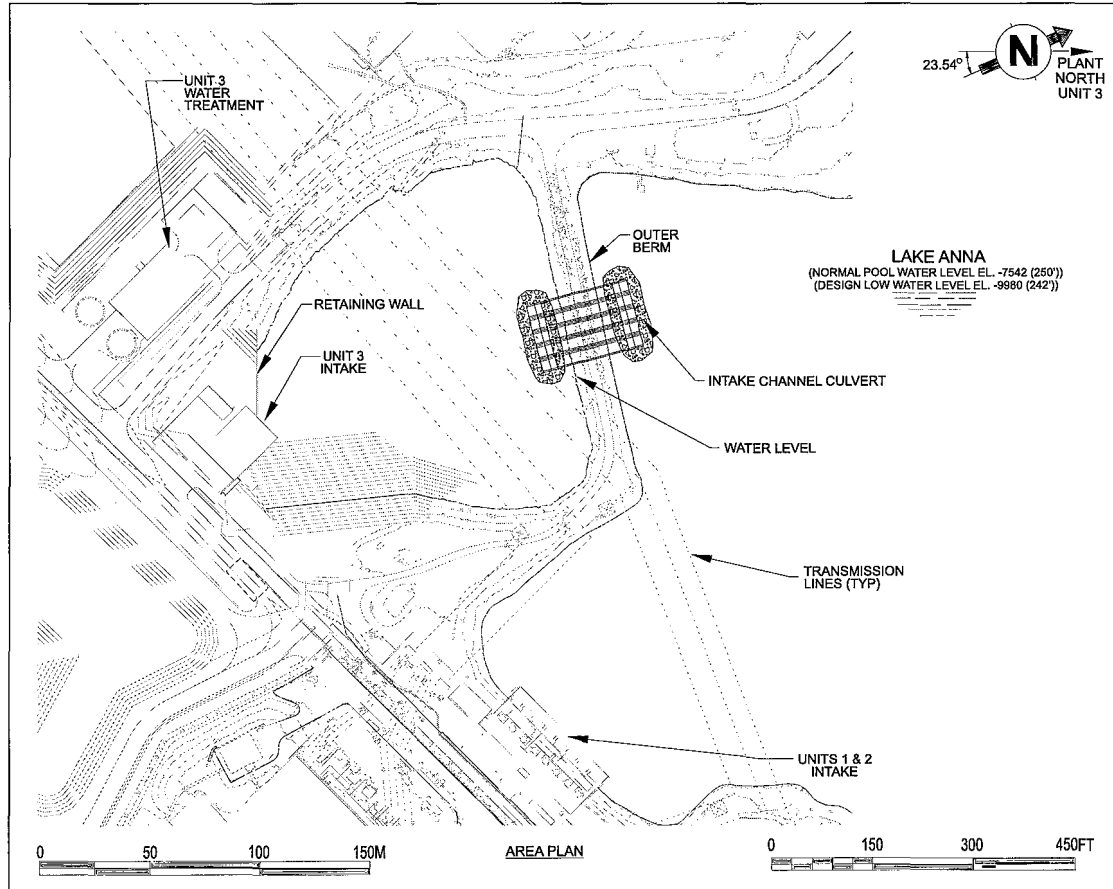 UNIT 3
WATER
TREATMENT
N
23.54°
PLANT
NORTH
UNIT 3
OUTER
BERM
LAKE ANNA
(NORMAL POOL WATER LEVEL EL. -7542 (250'))
(DESIGN LOW WATER LEVEL EL. -9980 (242'))
RETAINING WALL
UNIT 3
INTAKE
INTAKE CHANNEL CULVERT
WATER LEVEL
TRANSMISSION
LINES (TYP)
UNITS 1 & 2
INTAKE
0 50 100 150M
AREA PLAN
0 150 300 450FT